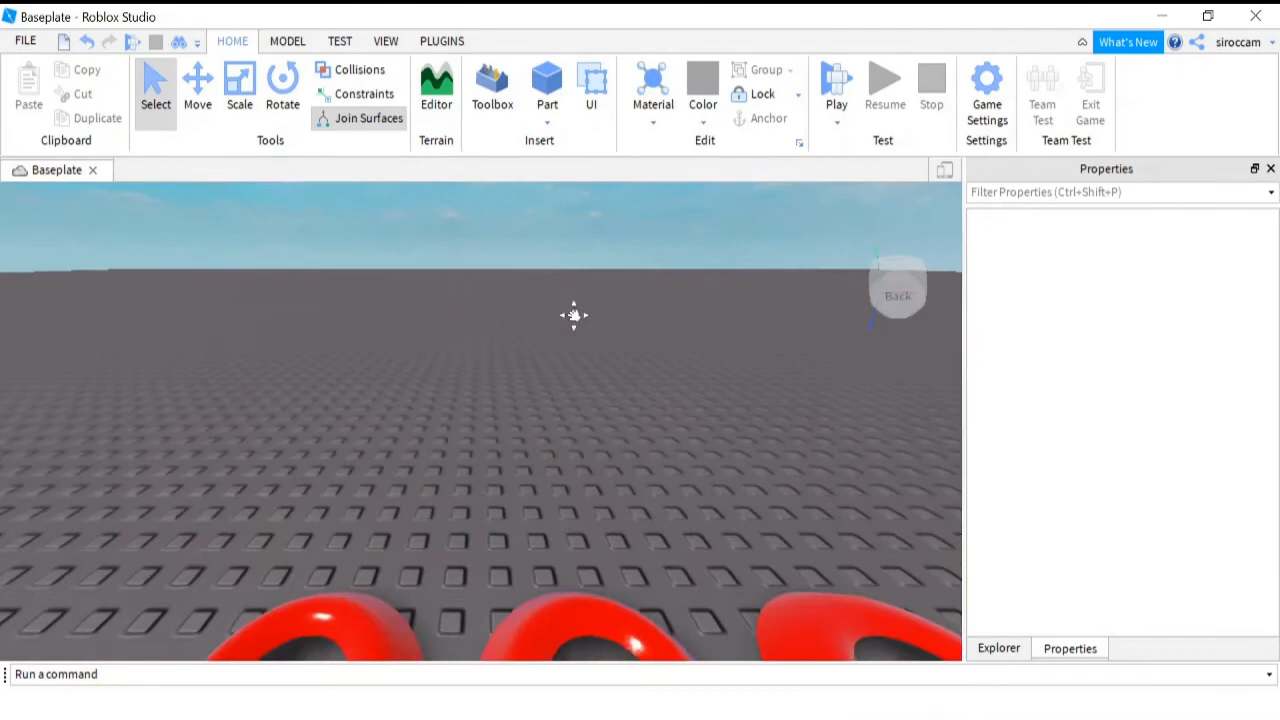 Baseplate - Roblox Studio
FILE
HOME
MODEL
TEST
VIEW
PLUGINS
What's New
siroccam
Paste
Copy
Cut
Duplicate
Clipboard
Select
Move
Scale
Rotate
Collisions
Constraints
Join Surfaces
Tools
Editor
Terrain
Toolbox
Part
UI
Insert
Material
Color
Group
Lock
Anchor
Edit
Play
Resume
Stop
Test
Game
Settings
Settings
Team
Test
Exit
Game
Team Test
Baseplate
Properties
Filter Properties (Ctrl+Shift+P)
Back
Explorer
Properties
Run a command